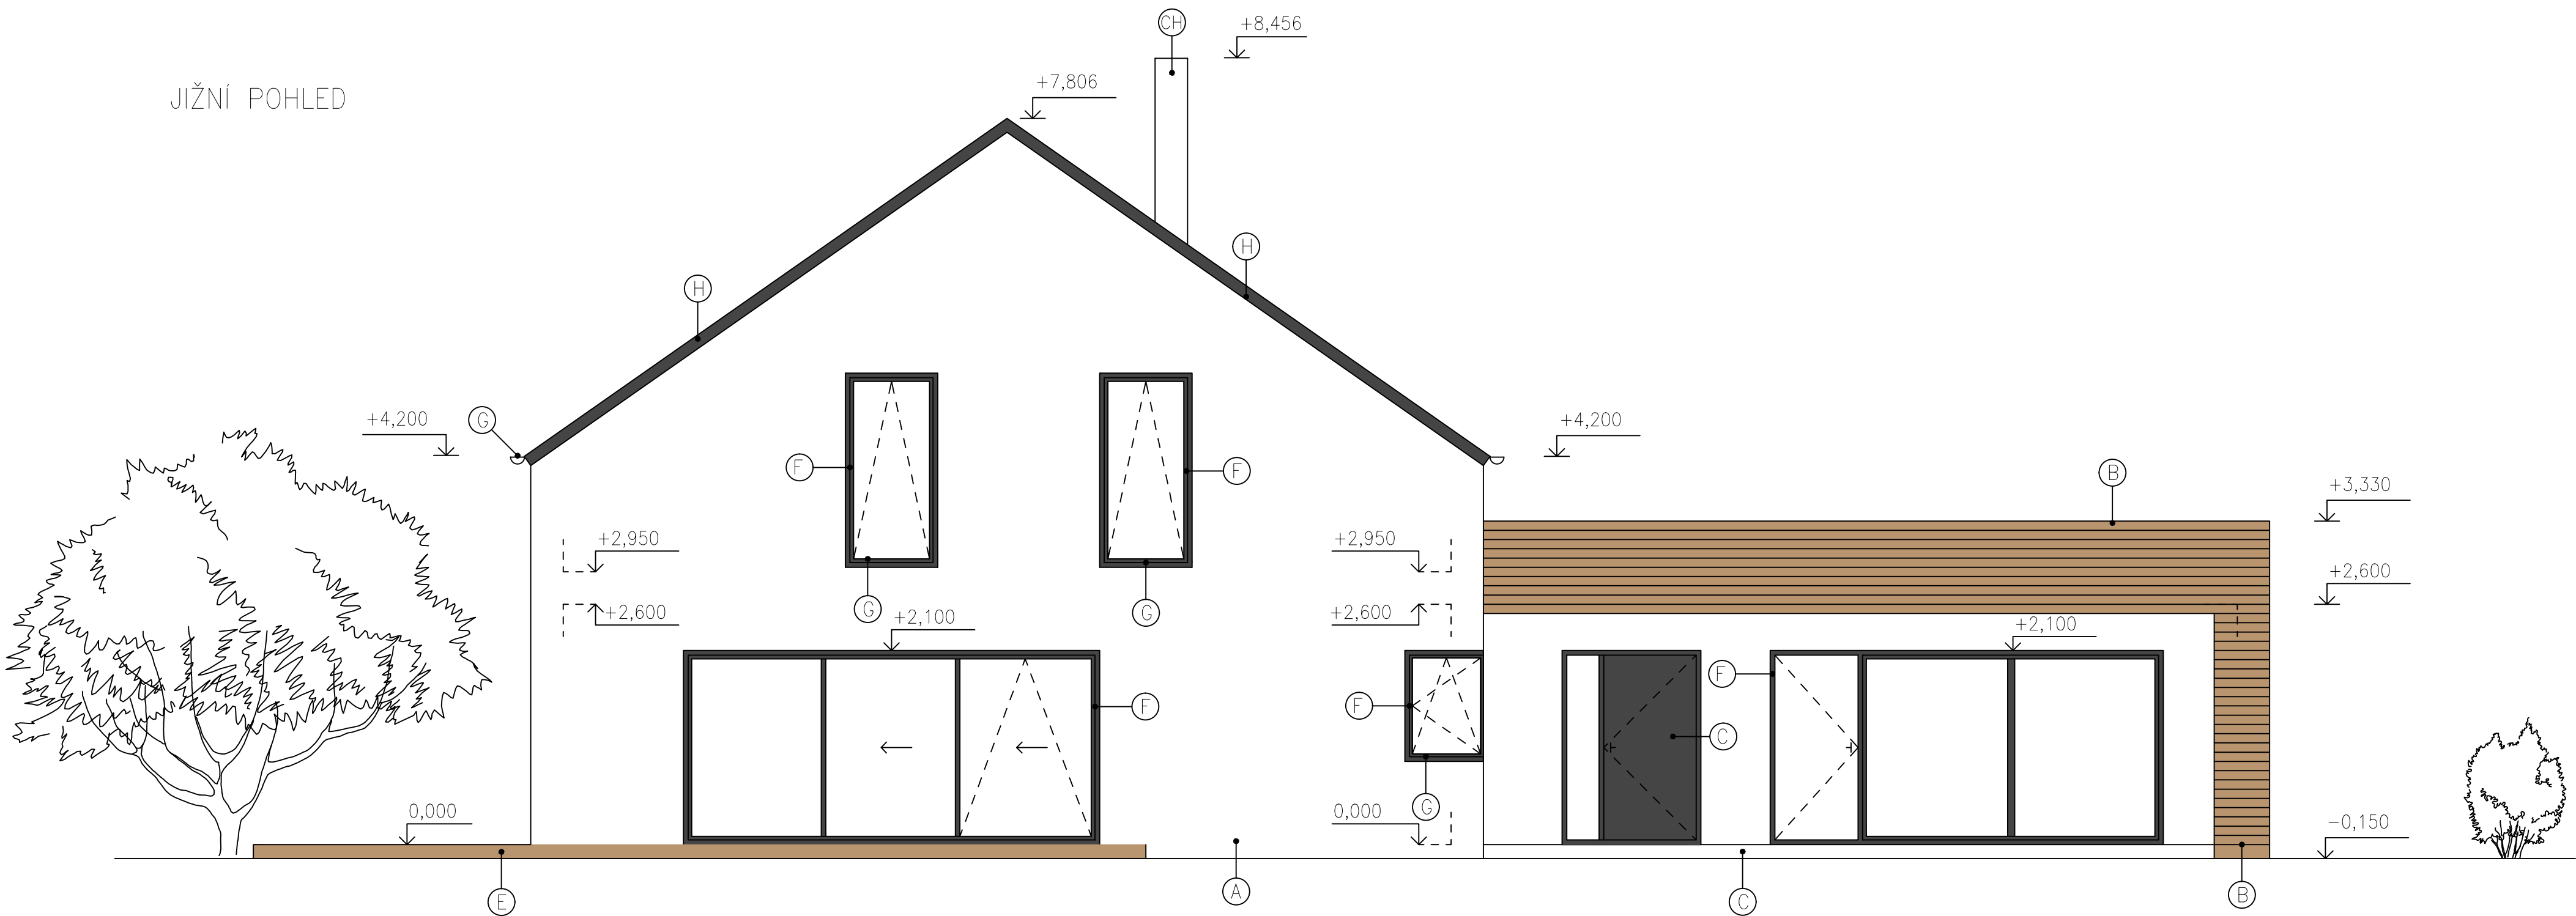 CH
+8,456
+7,806
JIŽNÍ POHLED
H
H
+4,200
G
+4,200
F
F
B
+3,330
+2,950
+2,950
+2,600
+2,600
+2,600
G
G
+2,100
+2,100
F
F
F
C
G
0,000
0,000
-0,150
E
A
C
B